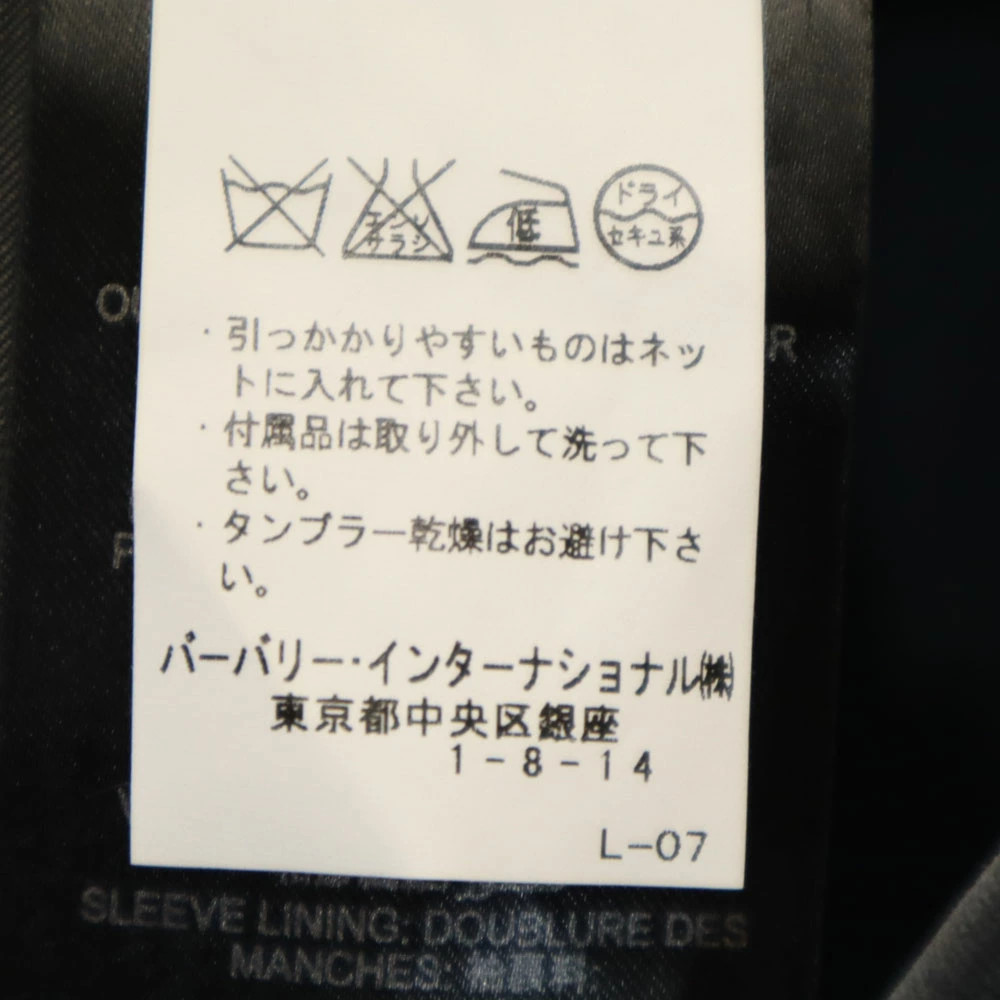 エンソ
サラシ
低
ドライ
セキユ系
・引っかかりやすいものはネッ
トに入れて下さい。
・付属品は取り外して洗って下
さい。
・タンブラー乾燥はお避け下さ
い。
バーバリー・インターナショナル㈱
東京都中央区銀座
1-8-14
L-07
SLEEVE LINING: DOUBLURE DES
MANCHES: